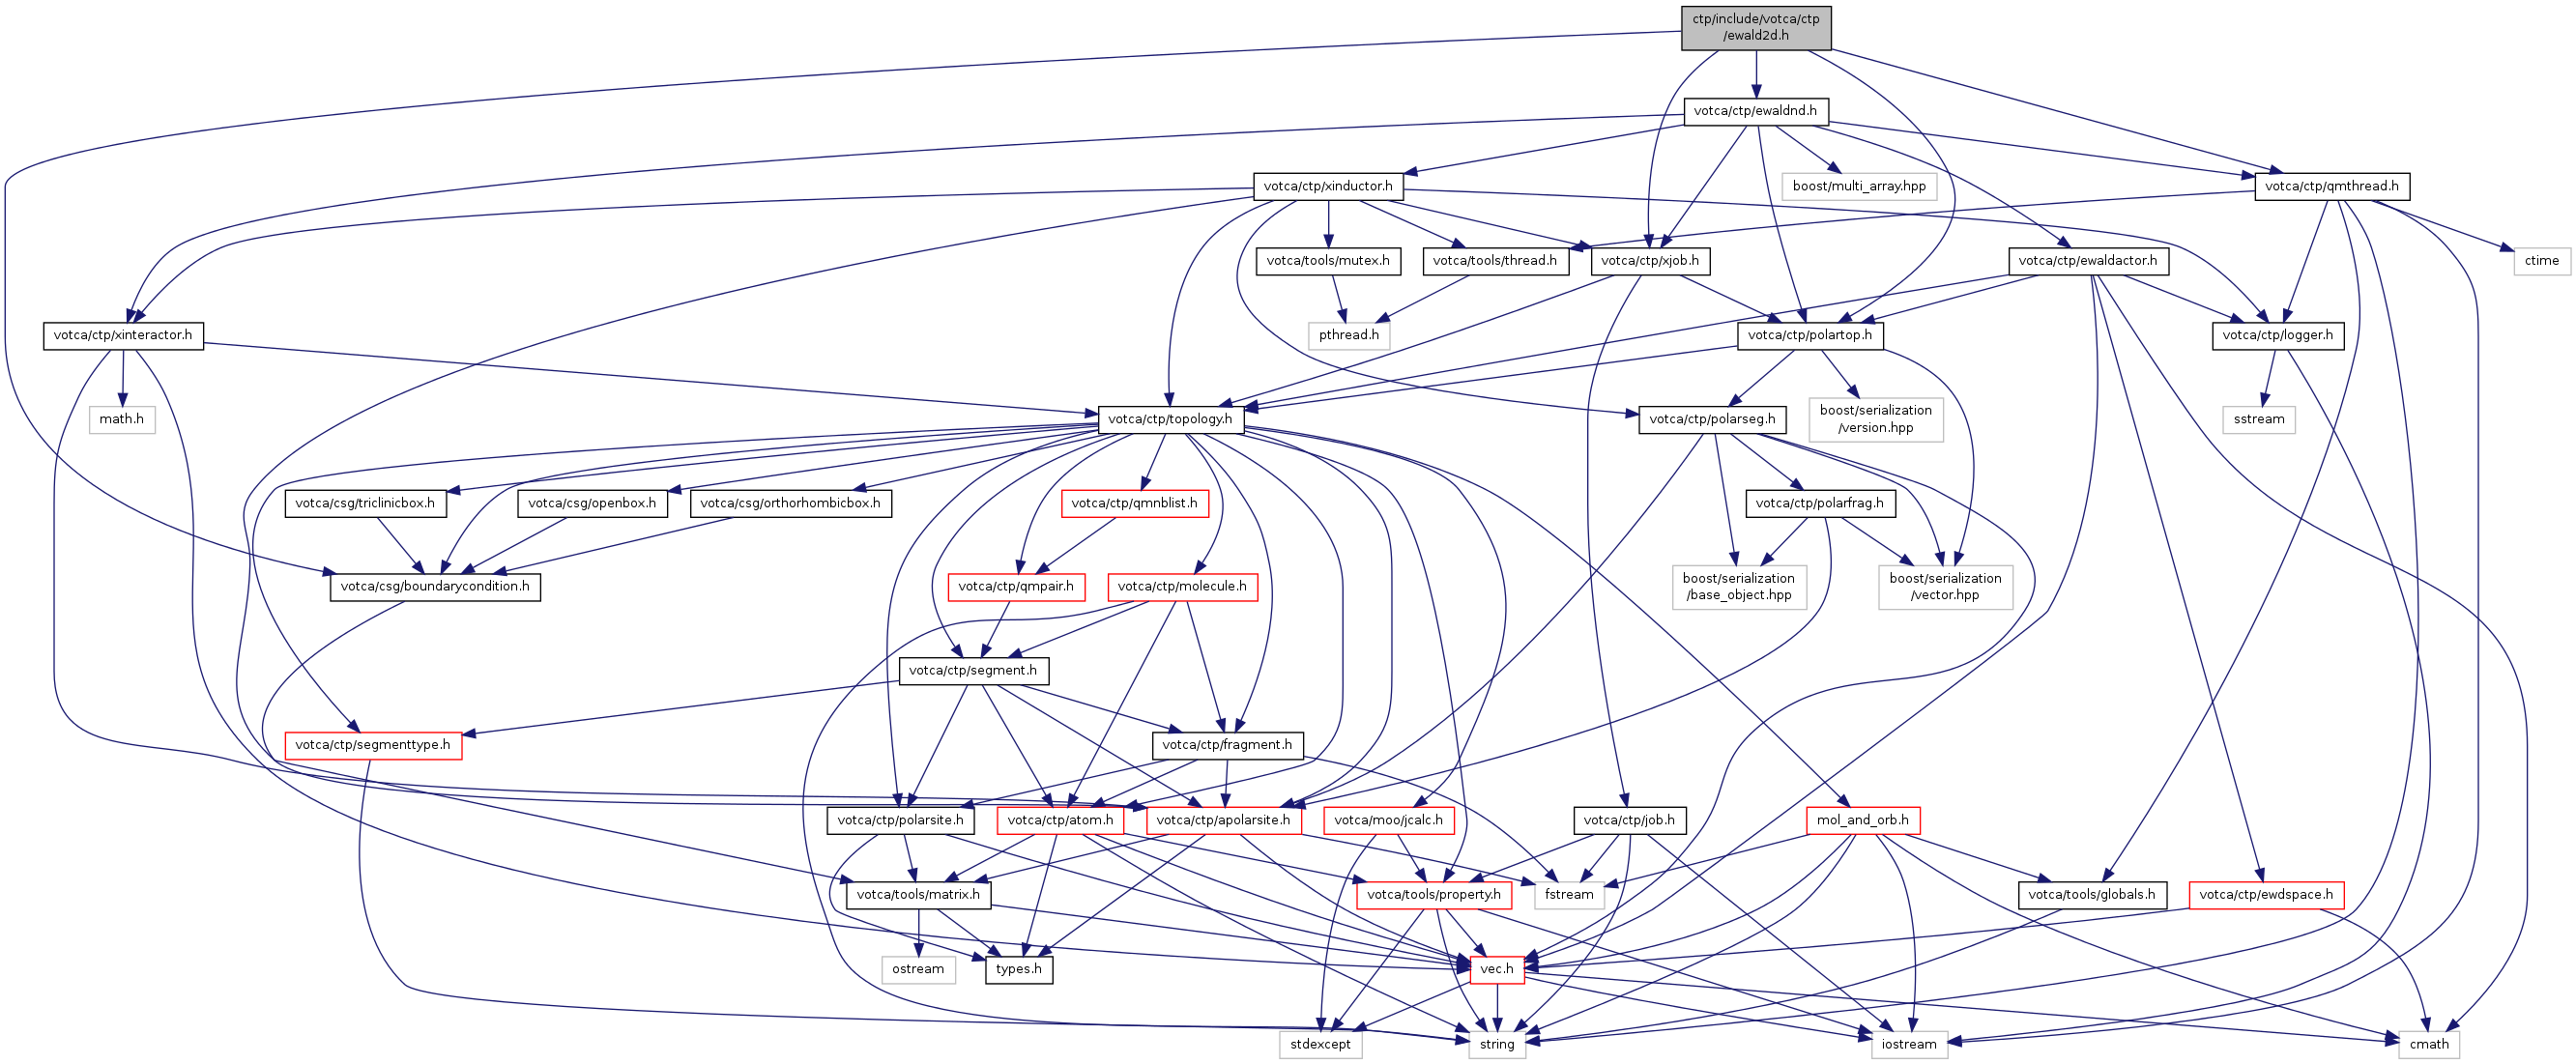 ctp/include/votca/ctp
/ewald2d.h
votca/ctp/ewaldnd.h
votca/ctp/xinductor.h
boost/multi_array.hpp
votca/ctp/qmthread.h
votca/tools/mutex.h
votca/tools/thread.h
votca/ctp/xjob.h
votca/ctp/ewaldactor.h
ctime
votca/ctp/xinteractor.h
pthread.h
votca/ctp/polartop.h
votca/ctp/logger.h
math.h
votca/ctp/topology.h
votca/ctp/polarseg.h
boost/serialization
/version.hpp
sstream
votca/csg/triclinicbox.h
votca/csg/openbox.h
votca/csg/orthorhombicbox.h
votca/ctp/qmnblist.h
votca/ctp/polarfrag.h
votca/csg/boundarycondition.h
votca/ctp/qmpair.h
votca/ctp/molecule.h
boost/serialization
/base_object.hpp
boost/serialization
/vector.hpp
votca/ctp/segment.h
votca/ctp/segmenttype.h
votca/ctp/fragment.h
votca/ctp/polarsite.h
votca/ctp/atom.h
votca/ctp/apolarsite.h
votca/moo/jcalc.h
votca/ctp/job.h
mol_and_orb.h
votca/tools/matrix.h
votca/tools/property.h
fstream
votca/tools/globals.h
votca/ctp/ewdspace.h
ostream
types.h
vec.h
stdexcept
string
iostream
cmath